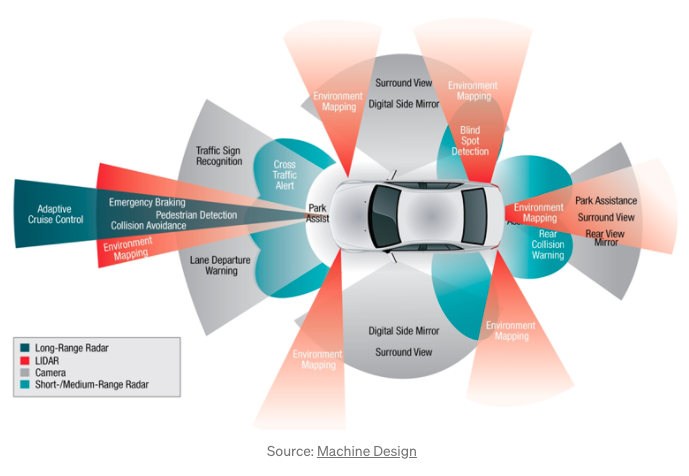 Surround View
Digital Side Mirror
Environment
Mapping
Environment
Mapping
Blind
Spot
Detection
Traffic Sign
Recognition
Cross
Traffic
Alert
Adaptive
Cruise Control
Emergency Braking
Pedestrian Detection
Collision Avoidance
Environment
Mapping
Park
Assist
Lane Departure
Warning
Environment
Mapping
Rear
Collision
Warning
Park Assistance
Surround View
Rear View
Mirror
Digital Side Mirror
Surround View
Environment
Mapping
Environment
Mapping
Long-Range Radar
LIDAR
Camera
Short-/Medium-Range Radar
Source: Machine Design